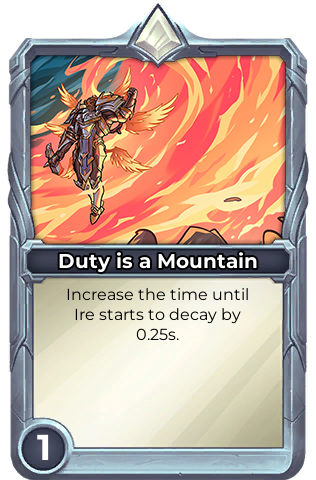 Duty is a Mountain
Increase the time until
Ire starts to decay by
0.25s.
1